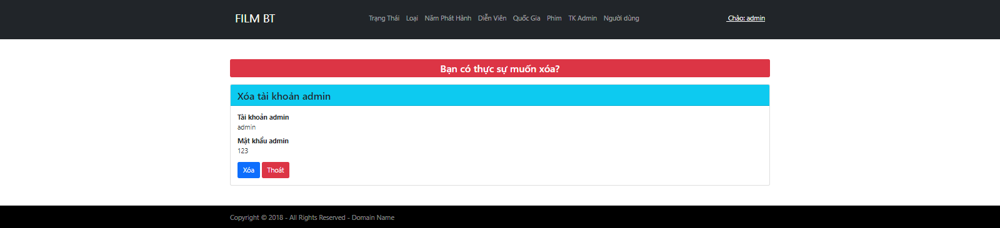 FILM BT
Trạng Thái Loại Năm Phát Hành Diễn Viên Quốc Gia Phim TK Admin Người dùng
Chào: admin
Bạn có thực sự muốn xóa?
Xóa tài khoản admin
Tài khoản admin
admin
Mật khẩu admin
123
Xóa Thoát
Copyright © 2018 - All Rights Reserved - Domain Name